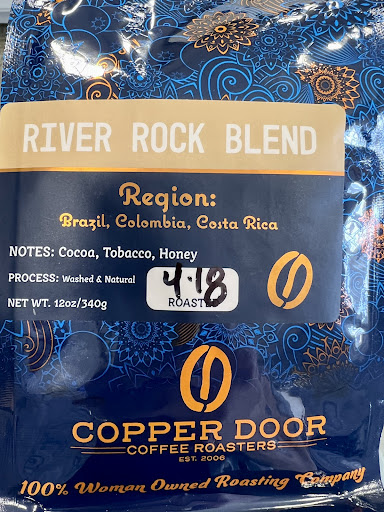 RIVER ROCK BLEND
Region:
Brazil, Colombia, Costa Rica
NOTES: Cocoa, Tobacco, Honey
PROCESS: Washed & Natural
4.18
ROAST
NET WT. 12oz/340g
COPPER DOOR
COFFEE ROASTERS
EST. 2006
100% Woman Owned Roasting Company